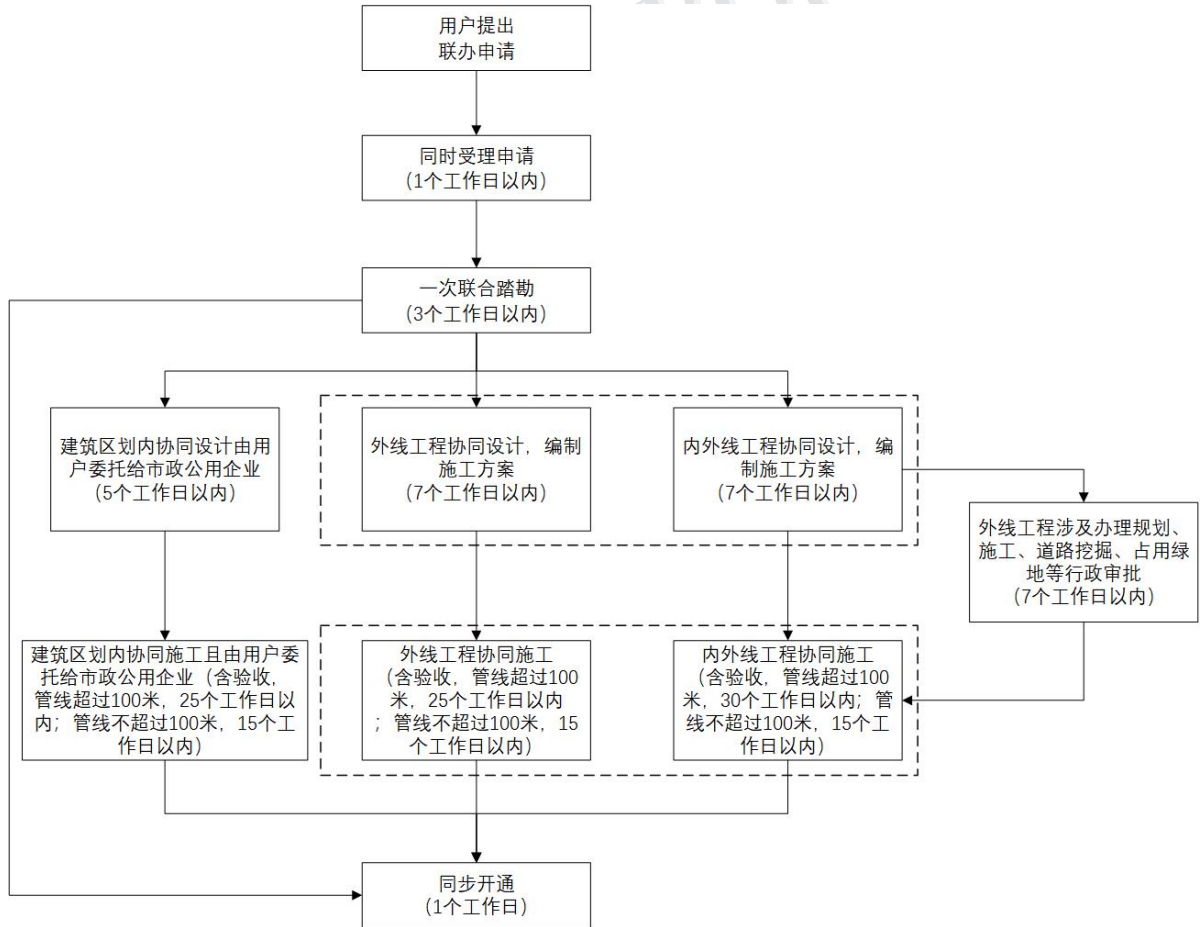 用户提出
联办申请
同时受理申请
（1个工作日以内）
一次联合踏勘
（3个工作日以内）
建筑区划内协同设计由用
户委托给市政公用企业
（5个工作日以内）
外线工程协同设计，编制
施工方案
（7个工作日以内）
内外线工程协同设计，编
制施工方案
（7个工作日以内）
外线工程涉及办理规划、
施工、道路挖掘、占用绿
地等行政审批
（7个工作日以内）
建筑区划内协同施工且由用户委
托给市政公用企业（含验收，
管线超过100米，25个工作日以
内；管线不超过100米，15个工
作日以内）
外线工程协同施工
（含验收，管线超过100
米，25个工作日以内
；管线不超过100米，15
个工作日以内）
内外线工程协同施工
（含验收，管线超过100
米，30个工作日以内；管
线不超过100米，15个工
作日以内）
同步开通
（1个工作日）